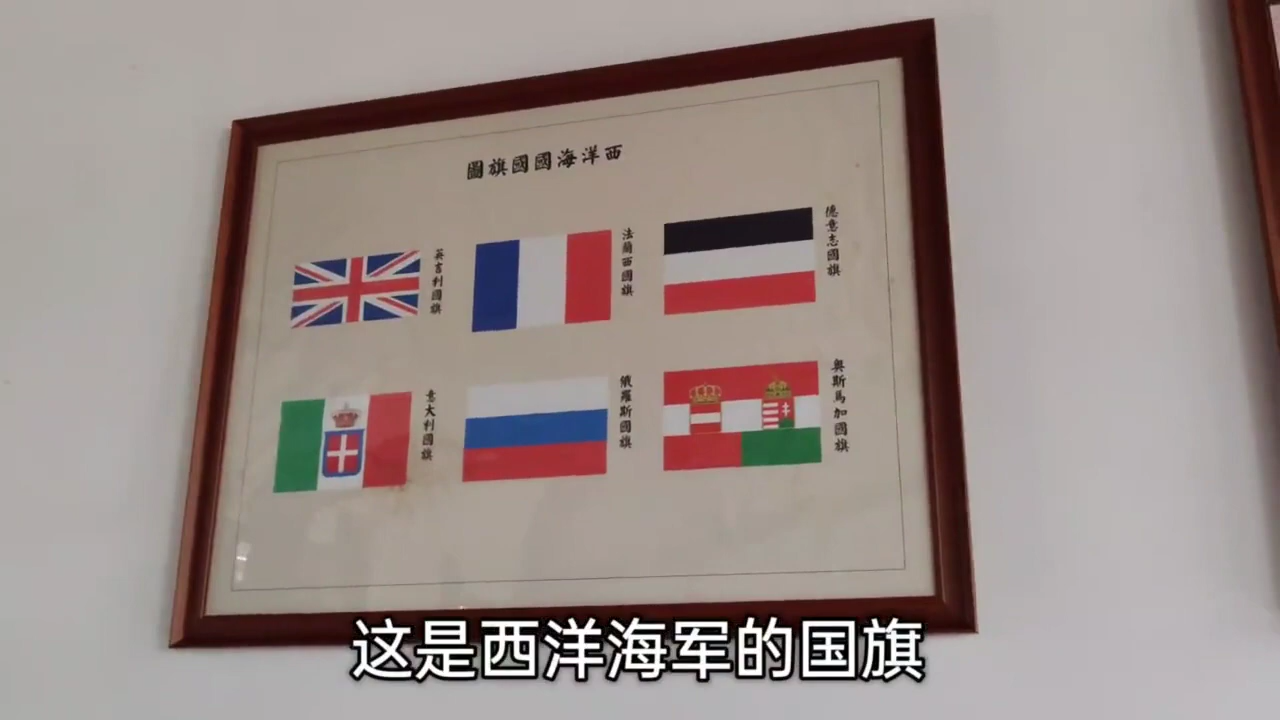 西洋海國國旗圖
德意志國旗
法蘭西國旗
英吉利國旗
奧斯馬加國旗
俄羅斯國旗
意大利國旗
这是西洋海军的国旗